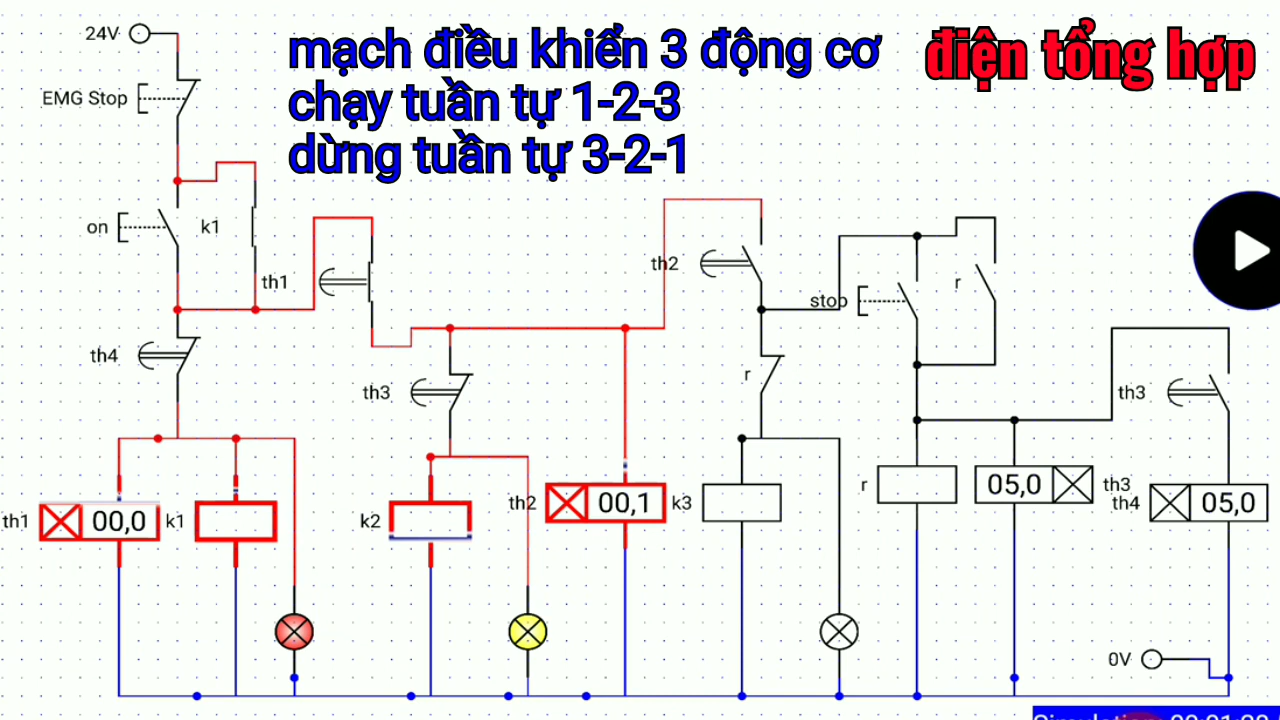 mạch điều khiển 3 động cơ
chạy tuần tự 1-2-3
dừng tuần tự 3-2-1
điện tổng hợp
24V
EMG Stop
on
k1
th1
th2
stop
r
th4
th3
r
th3
th1
00,0
k1
k2
th2
00,1
k3
r
05,0
th3
th4
05,0
0V